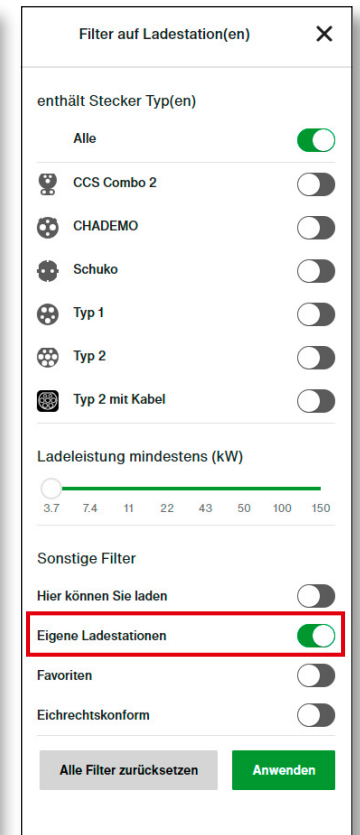 Filter auf Ladestation(en)
enthält Stecker Typ(en)
Alle
CCS Combo 2
CHADEMO
Schuko
Typ 1
Typ 2
Typ 2 mit Kabel
Ladeleistung mindestens (kW)
3.7 7.4 11 22 43 50 100 150
Sonstige Filter
Hier können Sie laden
Eigene Ladestationen
Favoriten
Eichrechtskonform
Alle Filter zurücksetzen Anwenden